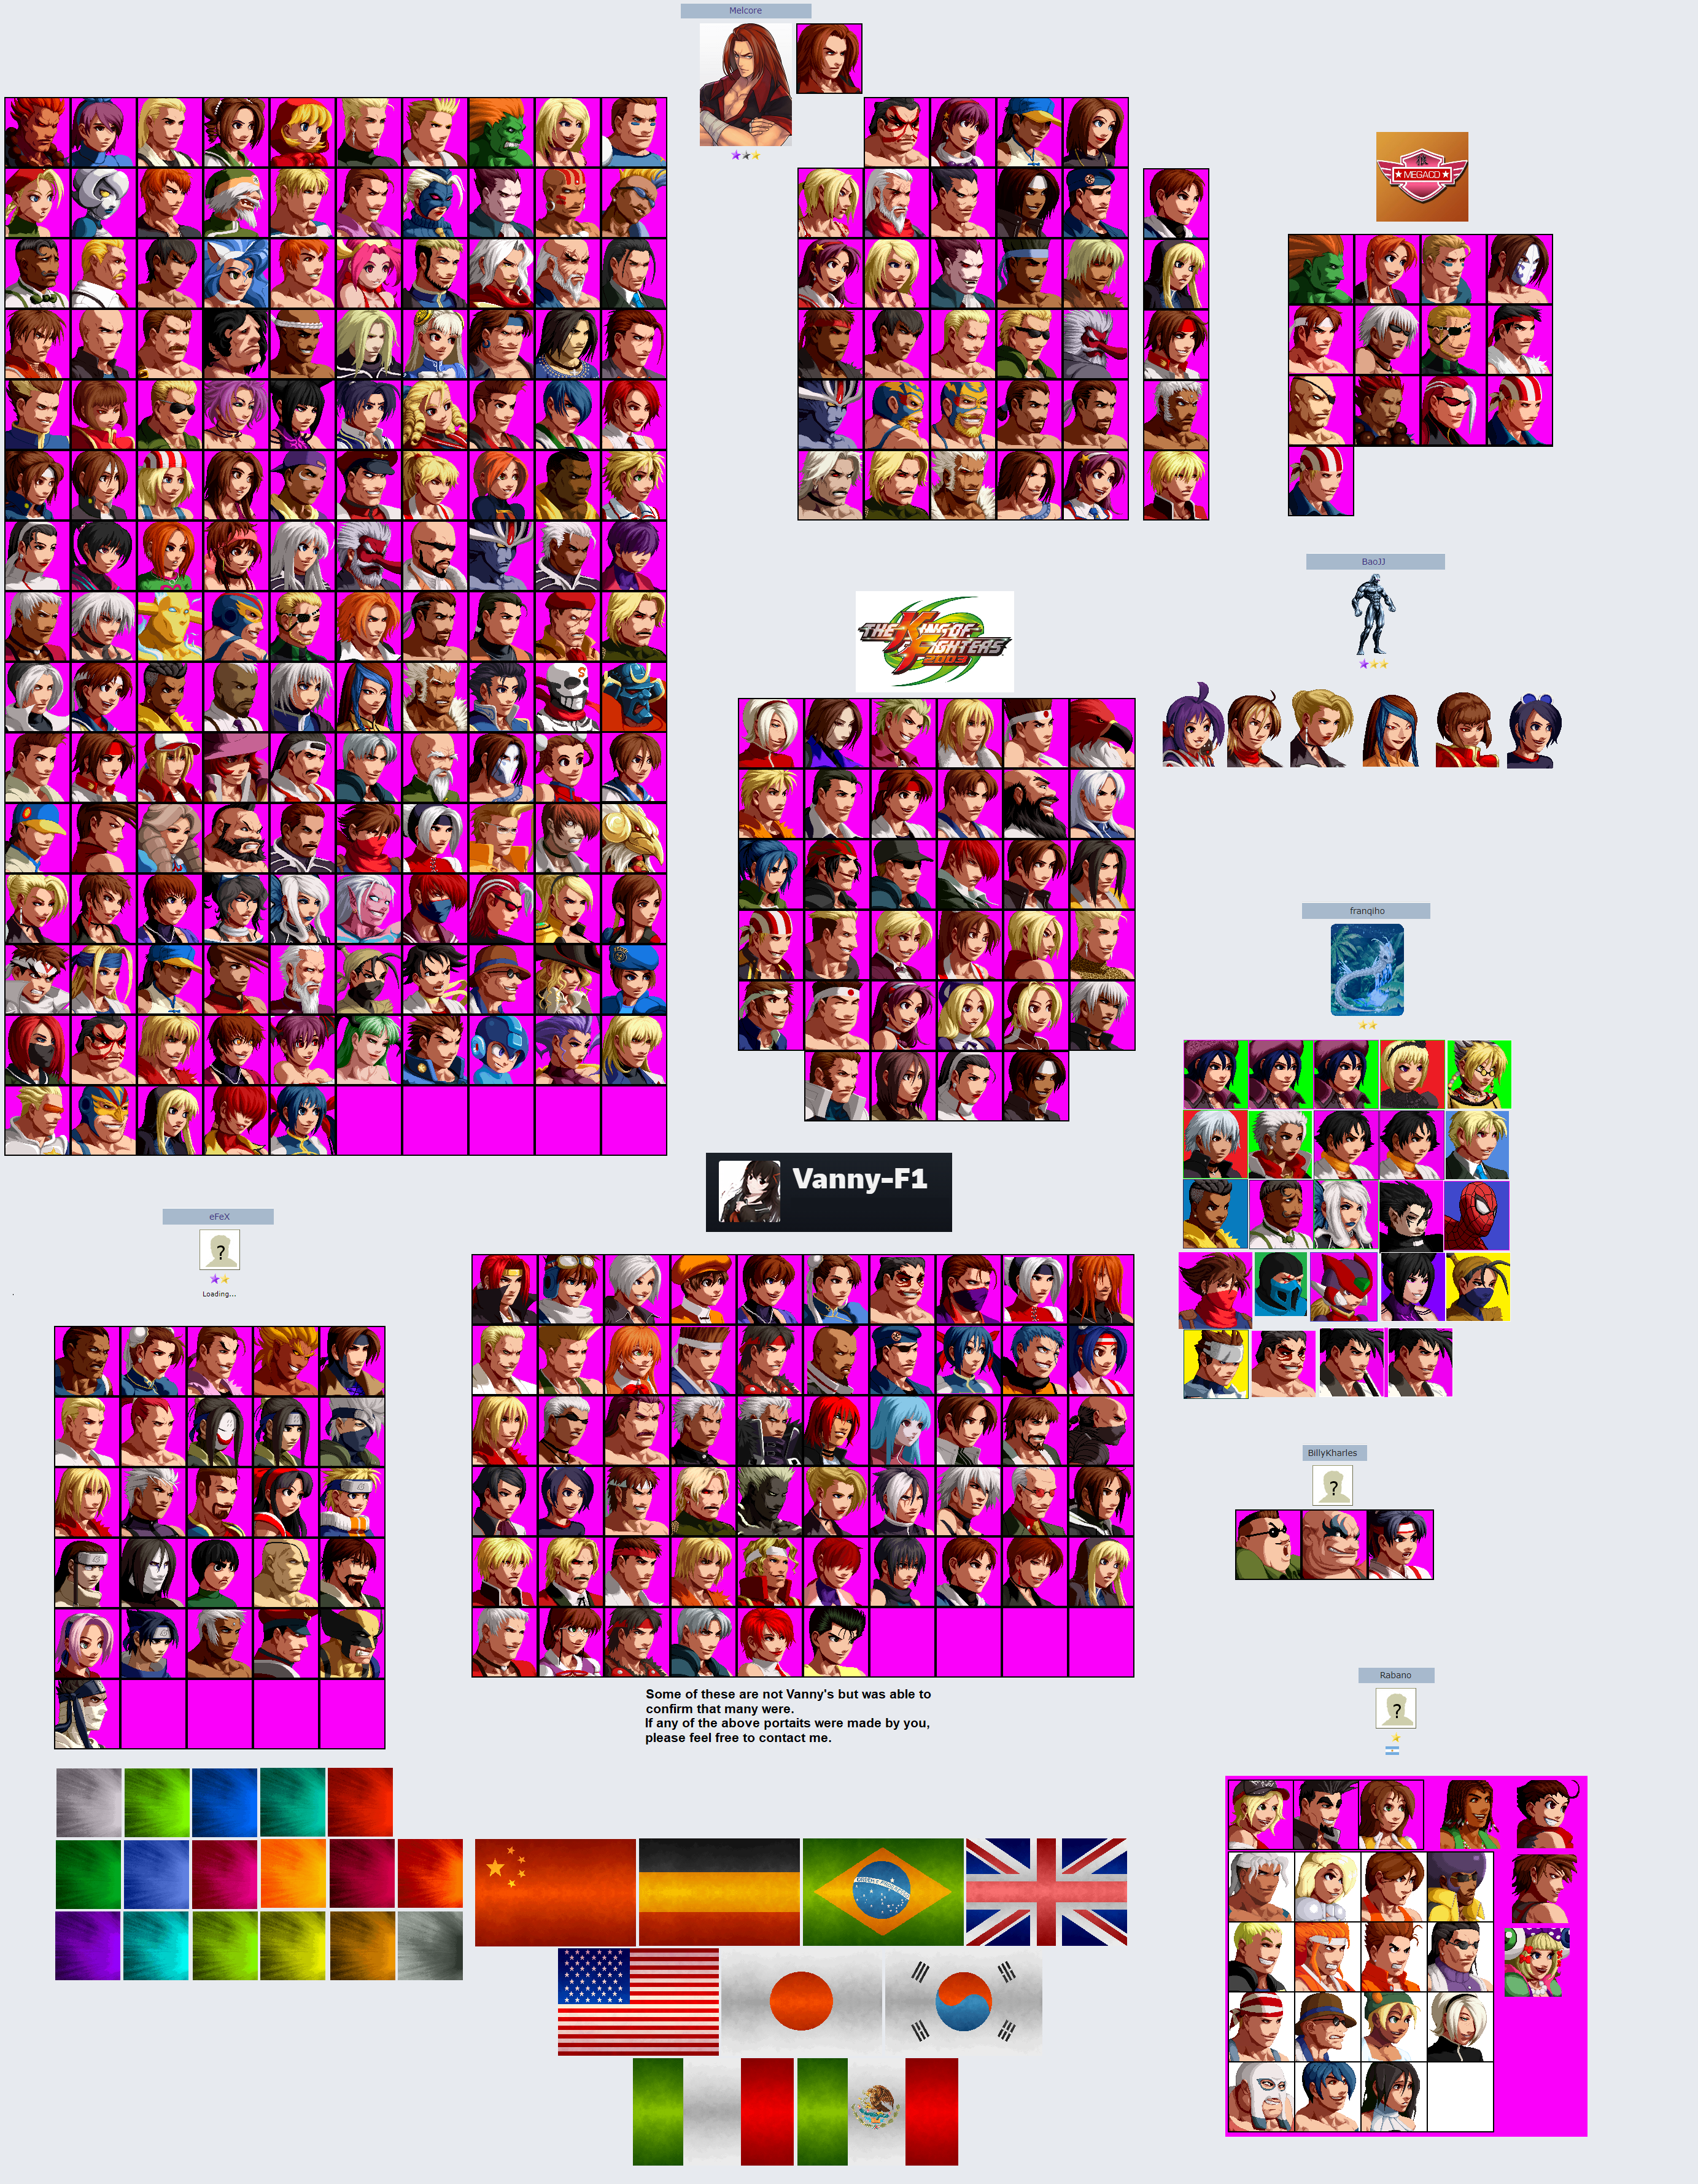 Melcore
MEGACD
BaoJJ
THE KING OF
FIGHTERS
2003
franqiho
Vanny-F1
eFeX
?
Loading...
BillyKharles
?
Some of these are not Vanny's but was able to
confirm that many were.
If any of the above portaits were made by you,
please feel free to contact me.
Rabano
?